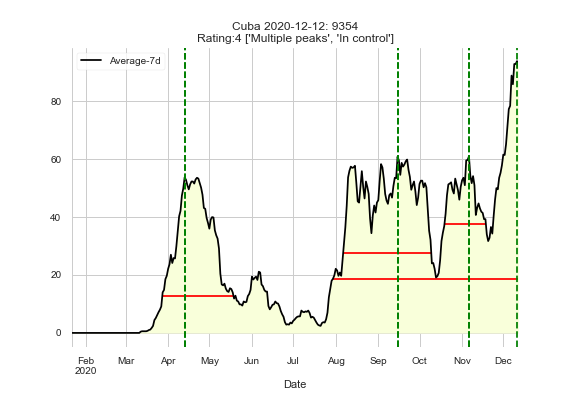 Cuba 2020-12-12: 9354
Rating:4 ['Multiple peaks', 'In control']
Average-7d
80
60
40
20
0
Feb Mar Apr May Jun Jul Aug Sep Oct Nov Dec
2020
Date